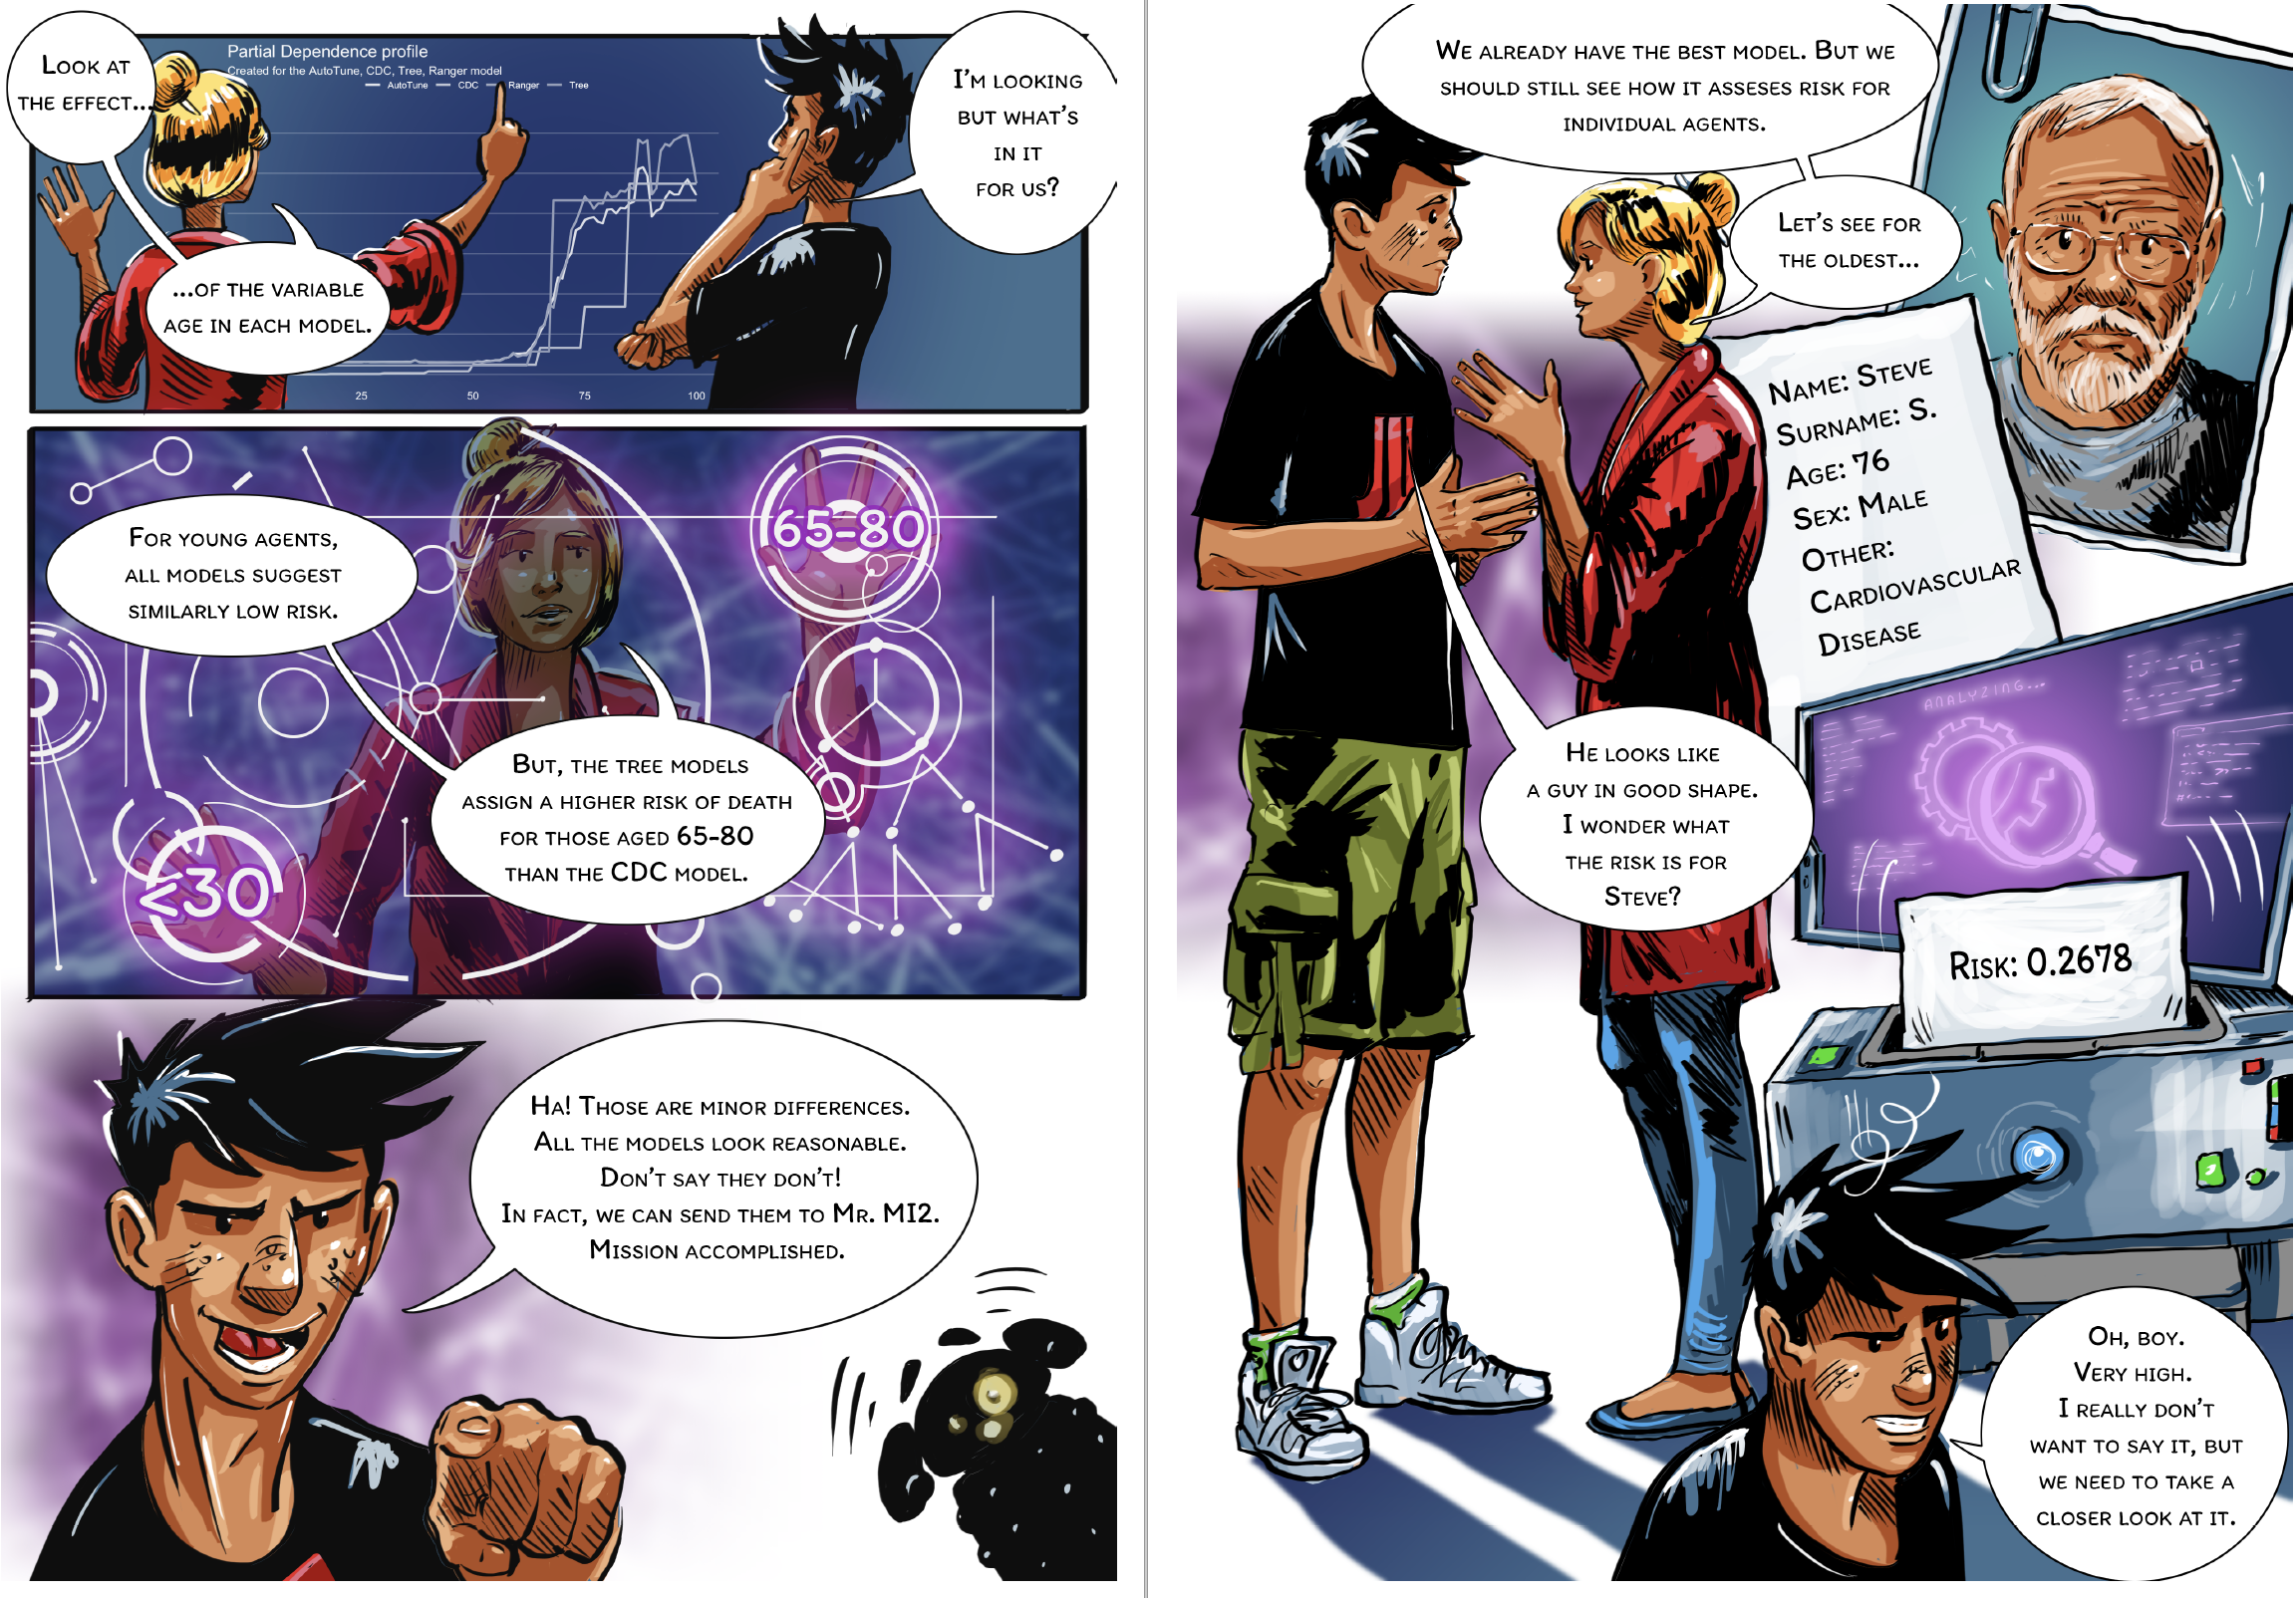 Look at
the effect...
Partial Dependence profile
Created for the AutoTune, CDC, Tree, Ranger model
AutoTune CDC Ranger Tree
I'm looking
but what's
in it
for us?
...of the variable
age in each model.
25 50 75 100
For young agents,
all models suggest
similarly low risk.
65-80
But, the tree models
assign a higher risk of death
for those aged 65-80
than the CDC model.
<30
Ha! Those are minor differences.
All the models look reasonable.
Don't say they don't!
In fact, we can send them to Mr. MI2.
Mission accomplished.
We already have the best model. But we
should still see how it asseses risk for
individual agents.
Let's see for
the oldest...
Name: Steve
Surname: S.
Age: 76
Sex: Male
Other:
Cardiovascular
Disease
He looks like
a guy in good shape.
I wonder what
the risk is for
Steve?
ANALYZING...
Risk: 0.2678
Oh, boy.
Very high.
I really don't
want to say it, but
we need to take a
closer look at it.